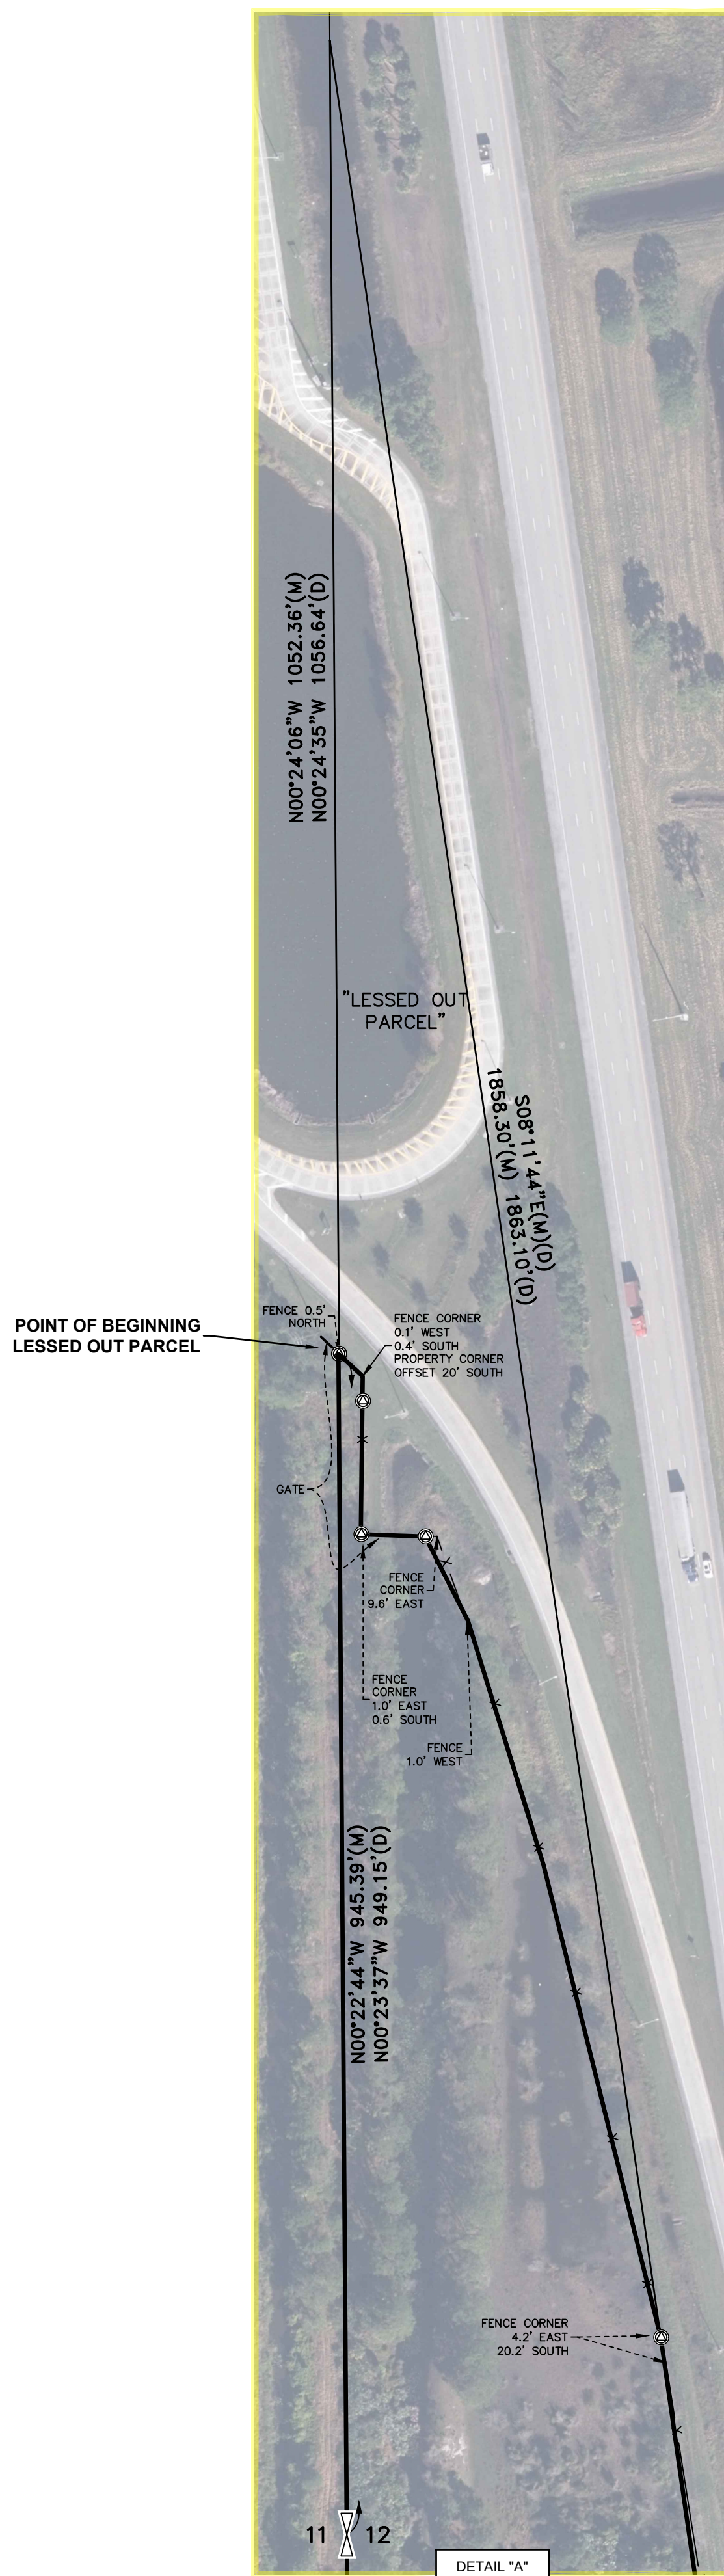 N00°24'06"W 1052.36'(M)
N00°24'35"W 1056.64'(D)
"LESSED OUT
PARCEL"
S08°11'44"E(M)(D)
1858.30'(M) 1863.10'(D)
POINT OF BEGINNING
LESSED OUT PARCEL
FENCE 0.5'
NORTH
FENCE CORNER
0.1' WEST
0.4' SOUTH
PROPERTY CORNER
OFFSET 20' SOUTH
GATE
FENCE
CORNER
9.6' EAST
FENCE
CORNER
1.0' EAST
0.6' SOUTH
FENCE
1.0' WEST
N00°22'44"W 945.39'(M)
N00°23'37"W 949.15'(D)
FENCE CORNER
4.2' EAST
20.2' SOUTH
11 12
DETAIL "A"